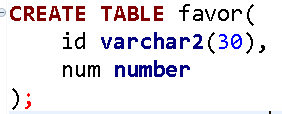 CREATE TABLE favor(
    id varchar2(30),
    num number
);